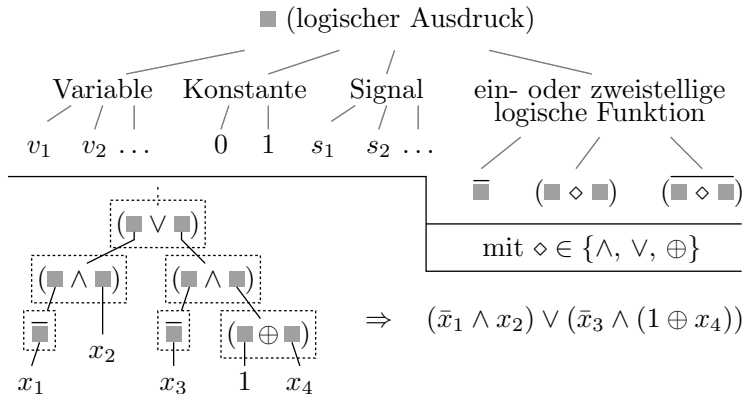 ■ (logischer Ausdruck)
Variable Konstante Signal ein- oder zweistellige
logische Funktion
v₁ v₂ … 0 1 s₁ s₂ …
■̅ (■ ⋄ ■) (■ ⋄ ■)̅
(■ ∨ ■)
mit ⋄ ∈ {∧, ∨, ⊕}
(■ ∧ ■) (■ ∧ ■)
■̅ x₂ ■̅ (■ ⊕ ■) ⇒ (x̄₁ ∧ x₂) ∨ (x̄₃ ∧ (1 ⊕ x₄))
x₁ x₃ 1 x₄